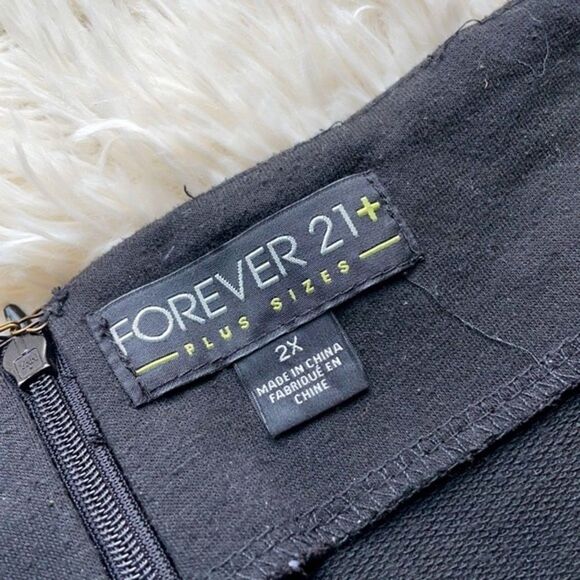 FOREVER 21+
PLUS SIZES
2X
MADE IN CHINA
FABRIQUÉ EN
CHINE